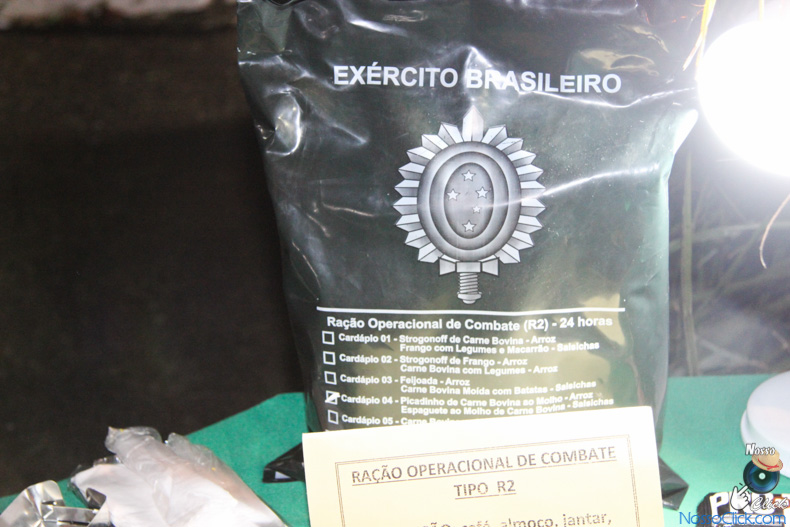 EXÉRCITO BRASILEIRO
Ração Operacional de Combate (R2) - 24 horas
Cardápio 01 - Strogonoff de Carne Bovina - Arroz
Frango com Legumes e Macarrão - Salsichas
Cardápio 02 - Strogonoff de Frango - Arroz
Carne Bovina com Legumes - Arroz
Cardápio 03 - Feijoada - Arroz
Carne Bovina Moída com Batatas - Salsichas
Cardápio 04 - Picadinho de Carne Bovina ao Molho - Arroz
Espaguete ao Molho de Carne Bovina - Salsichas
Cardápio 05 - Carne
RAÇÃO OPERACIONAL DE COMBATE
TIPO R2
café, almoço, jantar,
Nosso
Click
NossoClick.com